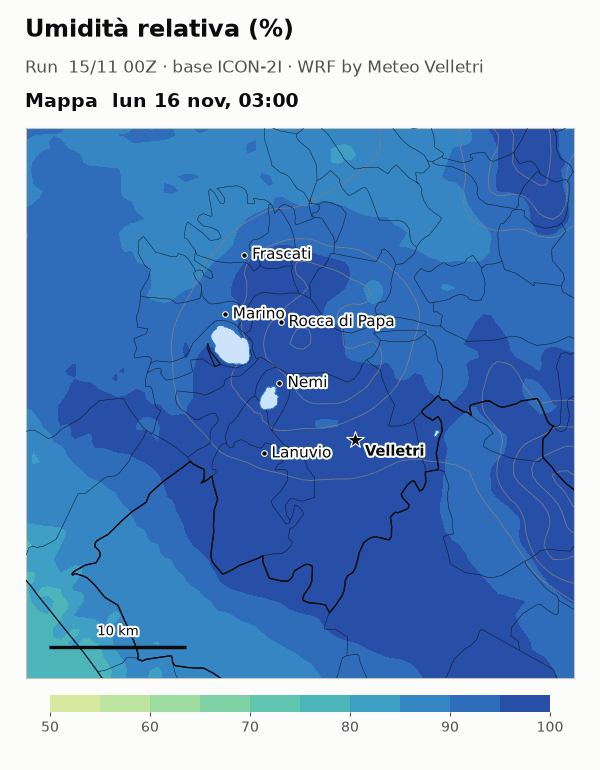 Umidità relativa (%)
Run  15/11 00Z · base ICON-2I · WRF by Meteo Velletri
Mappa  lun 16 nov, 03:00
Frascati
Marino
Rocca di Papa
Nemi
Velletri
Lanuvio
10 km
50 60 70 80 90 100